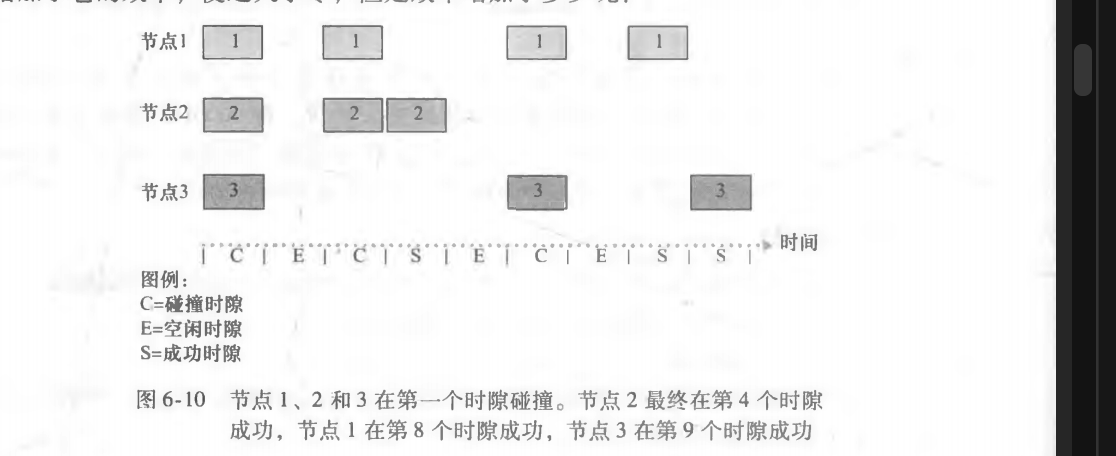 节点1 1 1 1 1
节点2 2 2 2
节点3 3 3 3
时间
| C | E | C | S | E | C | E | S | S |
图例：
C=碰撞时隙
E=空闲时隙
S=成功时隙
图 6-10 节点 1、2 和 3 在第一个时隙碰撞。节点 2 最终在第 4 个时隙
成功，节点 1 在第 8 个时隙成功，节点 3 在第 9 个时隙成功